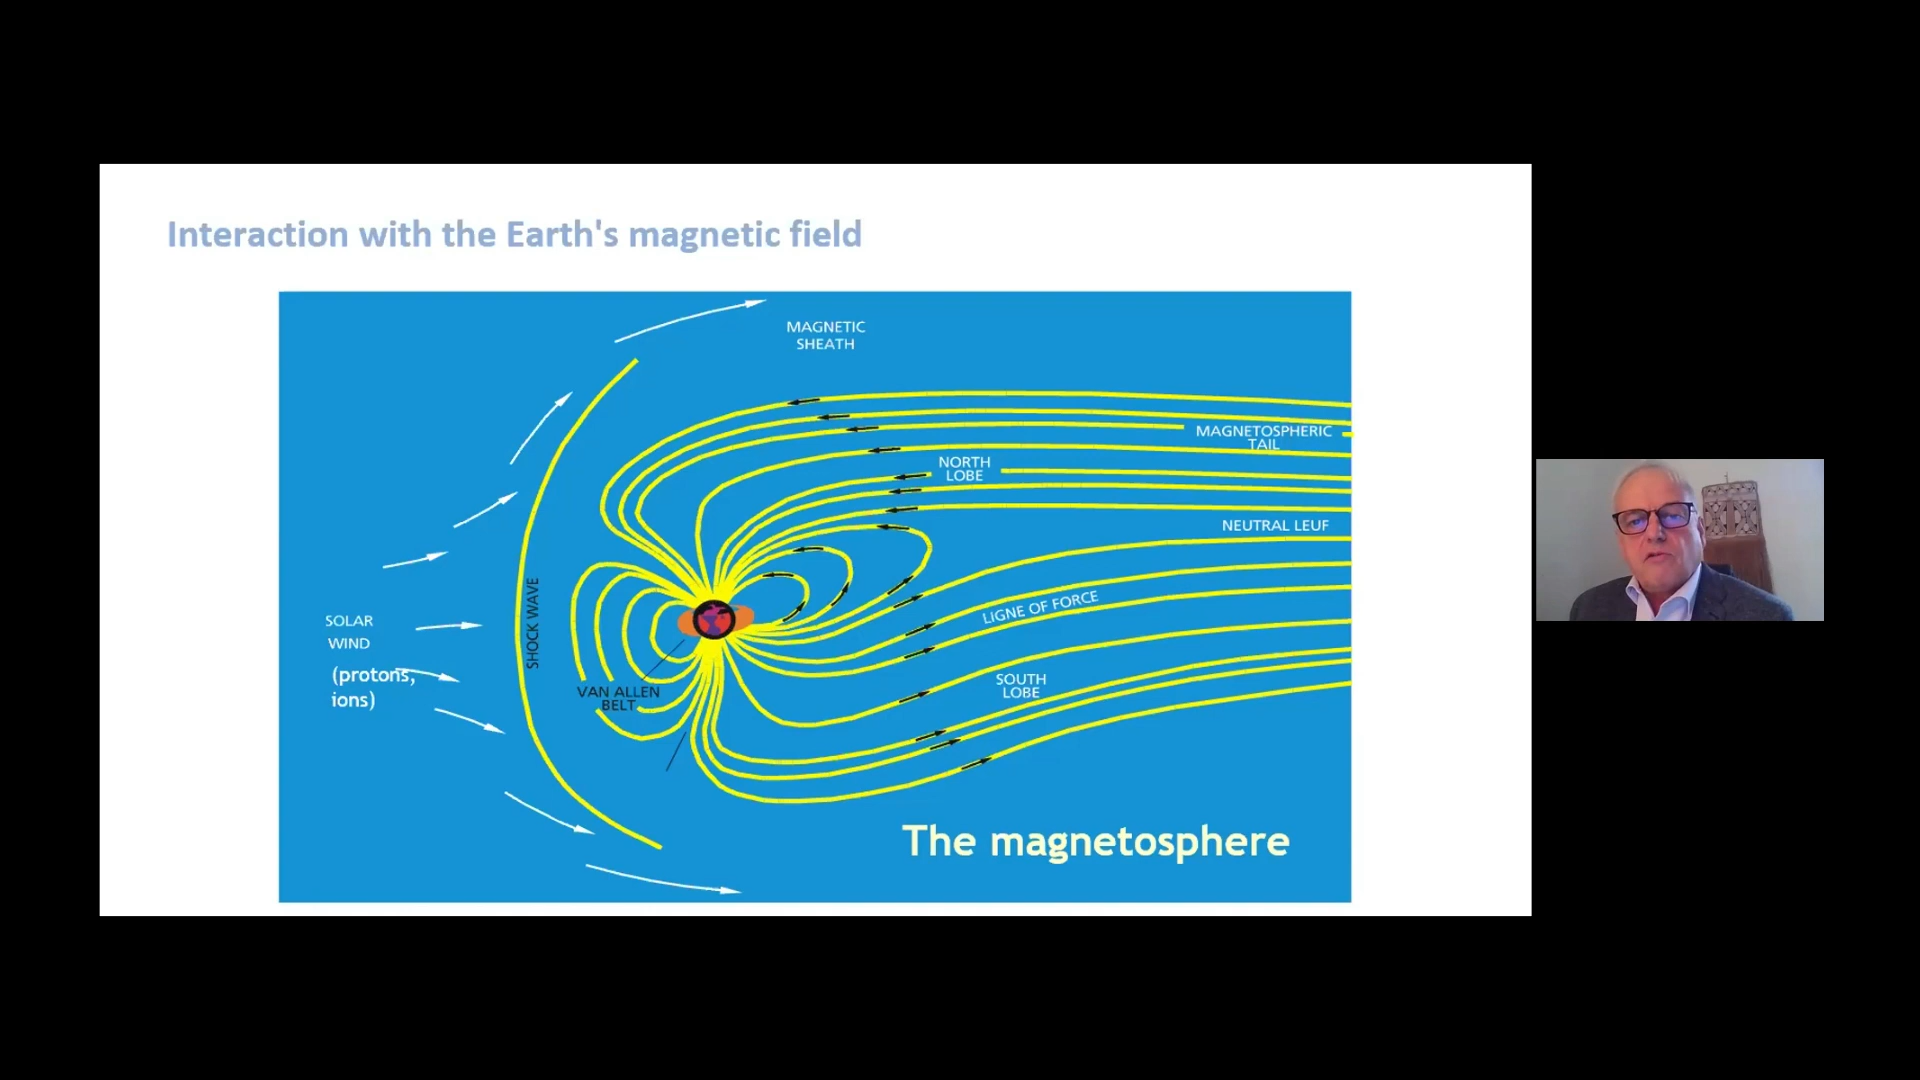 Interaction with the Earth's magnetic field
MAGNETIC
SHEATH
MAGNETOSPHERIC
TAIL
NORTH
LOBE
NEUTRAL LEUF
LIGNE OF FORCE
SHOCK WAVE
SOLAR
WIND
(protons,
ions)
VAN ALLEN
BELT
SOUTH
LOBE
The magnetosphere